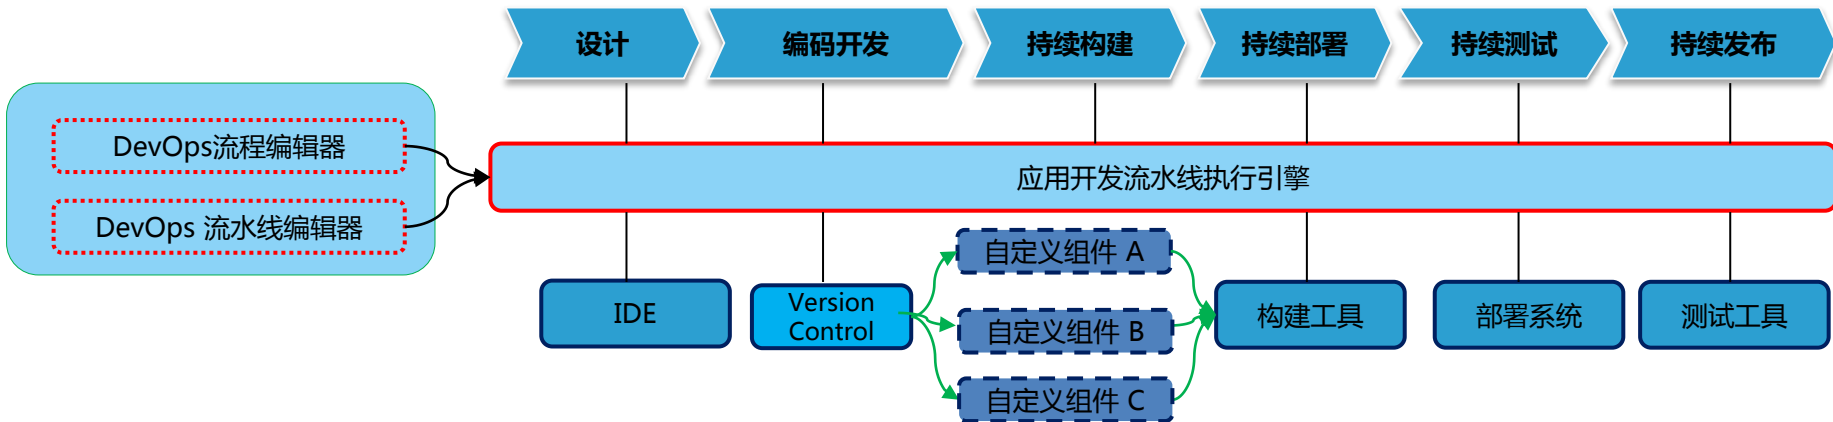 设计
编码开发
持续构建
持续部署
持续测试
持续发布
DevOps流程编辑器
DevOps 流水线编辑器
应用开发流水线执行引擎
IDE
Version
Control
自定义组件 A
自定义组件 B
自定义组件 C
构建工具
部署系统
测试工具